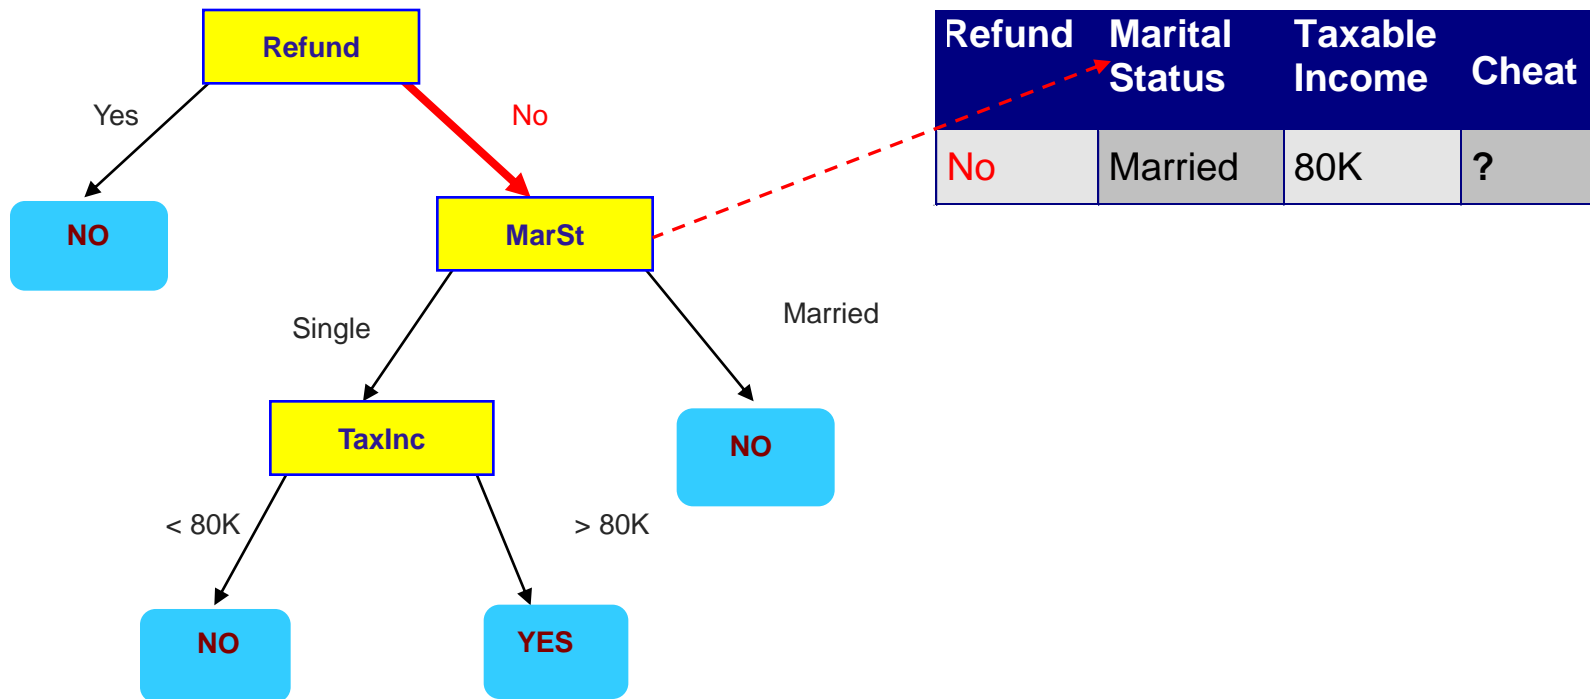 Refund
Yes
No
NO
MarSt
Single
Married
TaxInc
NO
< 80K
> 80K
NO
YES
Refund
Marital
Status
Taxable
Income
Cheat
No
Married
80K
?